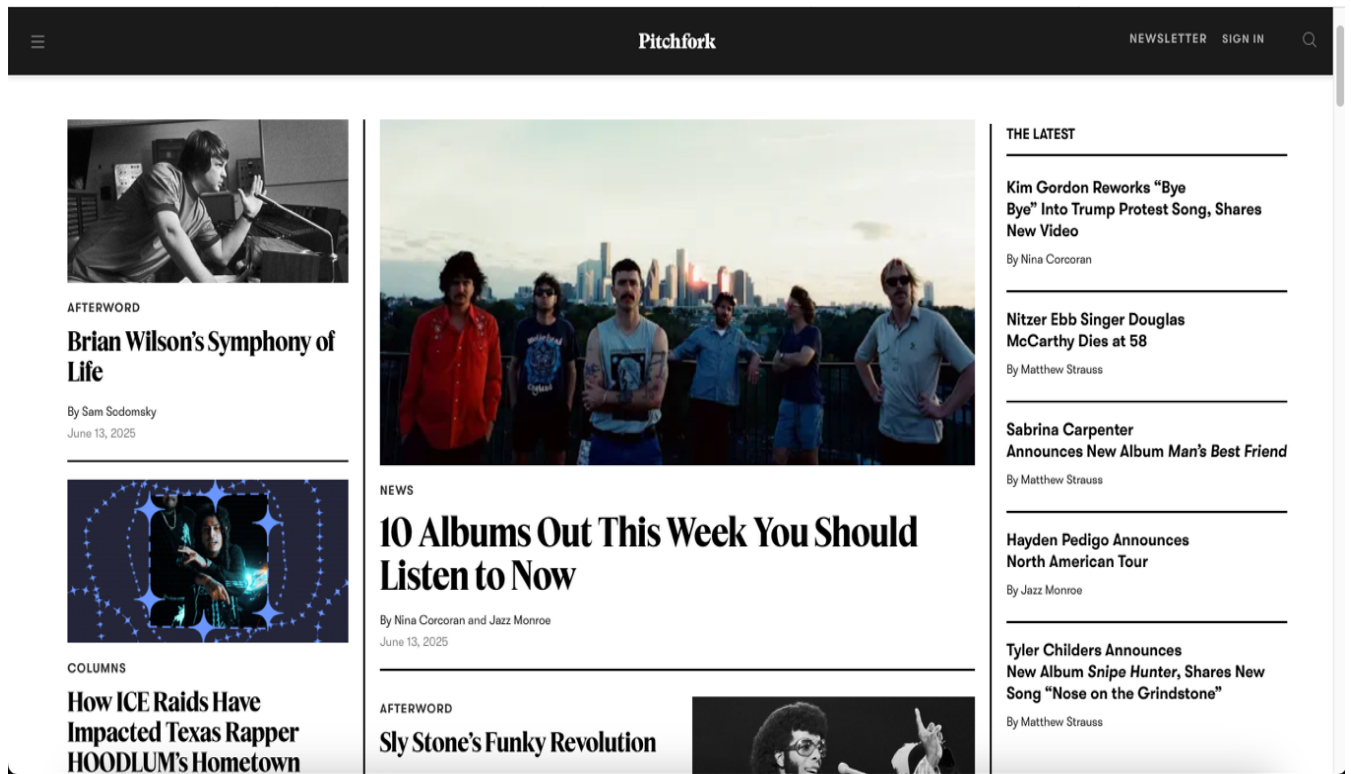 Pitchfork
NEWSLETTER SIGN IN
AFTERWORD
Brian Wilson’s Symphony of
Life
By Sam Sodomsky
June 13, 2025
COLUMNS
How ICE Raids Have
Impacted Texas Rapper
HOODLUM’s Hometown
Motörhead
England
NEWS
10 Albums Out This Week You Should
Listen to Now
By Nina Corcoran and Jazz Monroe
June 13, 2025
AFTERWORD
Sly Stone’s Funky Revolution
THE LATEST
Kim Gordon Reworks “Bye
Bye” Into Trump Protest Song, Shares
New Video
By Nina Corcoran
Nitzer Ebb Singer Douglas
McCarthy Dies at 58
By Matthew Strauss
Sabrina Carpenter
Announces New Album Man’s Best Friend
By Matthew Strauss
Hayden Pedigo Announces
North American Tour
By Jazz Monroe
Tyler Childers Announces
New Album Snipe Hunter, Shares New
Song “Nose on the Grindstone”
By Matthew Strauss